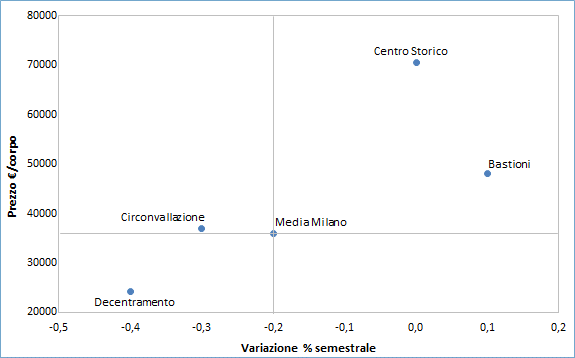 80000
70000
60000
50000
40000
30000
20000
Prezzo €/corpo
Centro Storico
Bastioni
Circonvallazione
Media Milano
Decentramento
-0,5
-0,4
-0,3
-0,2
-0,1
0,0
0,1
0,2
Variazione % semestrale